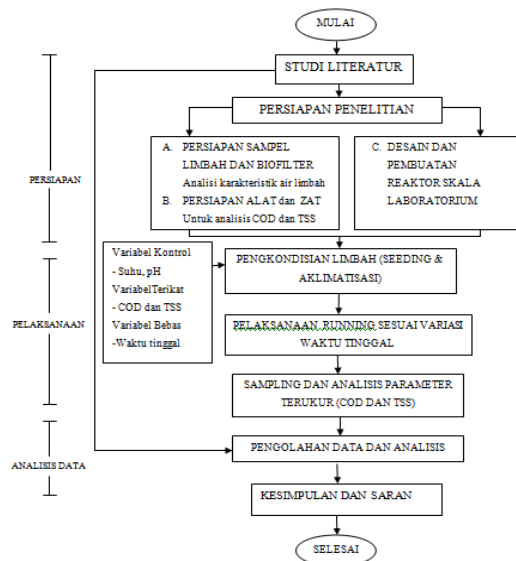 MULAI
STUDI LITERATUR
PERSIAPAN PENELITIAN
PERSIAPAN
A. PERSIAPAN SAMPEL
LIMBAH DAN BIOFILTER
Analisi karakteristik air limbah
B. PERSIAPAN ALAT dan ZAT
Untuk analisis COD dan TSS
C. DESAIN DAN
PEMBUATAN
REAKTOR SKALA
LABORATORIUM
Variabel Kontrol
- Suhu, pH
VariabelTerikat
- COD dan TSS
Variabel Bebas
-Waktu tinggal
PENGKONDISIAN LIMBAH (SEEDING &
AKLIMATISASI)
PELAKSANAAN
PELAKSANAAN RUNNING SESUAI VARIASI
WAKTU TINGGAL
SAMPLING DAN ANALISIS PARAMETER
TERUKUR (COD DAN TSS)
PENGOLAHAN DATA DAN ANALISIS
ANALISIS DATA
KESIMPULAN DAN SARAN
SELESAI